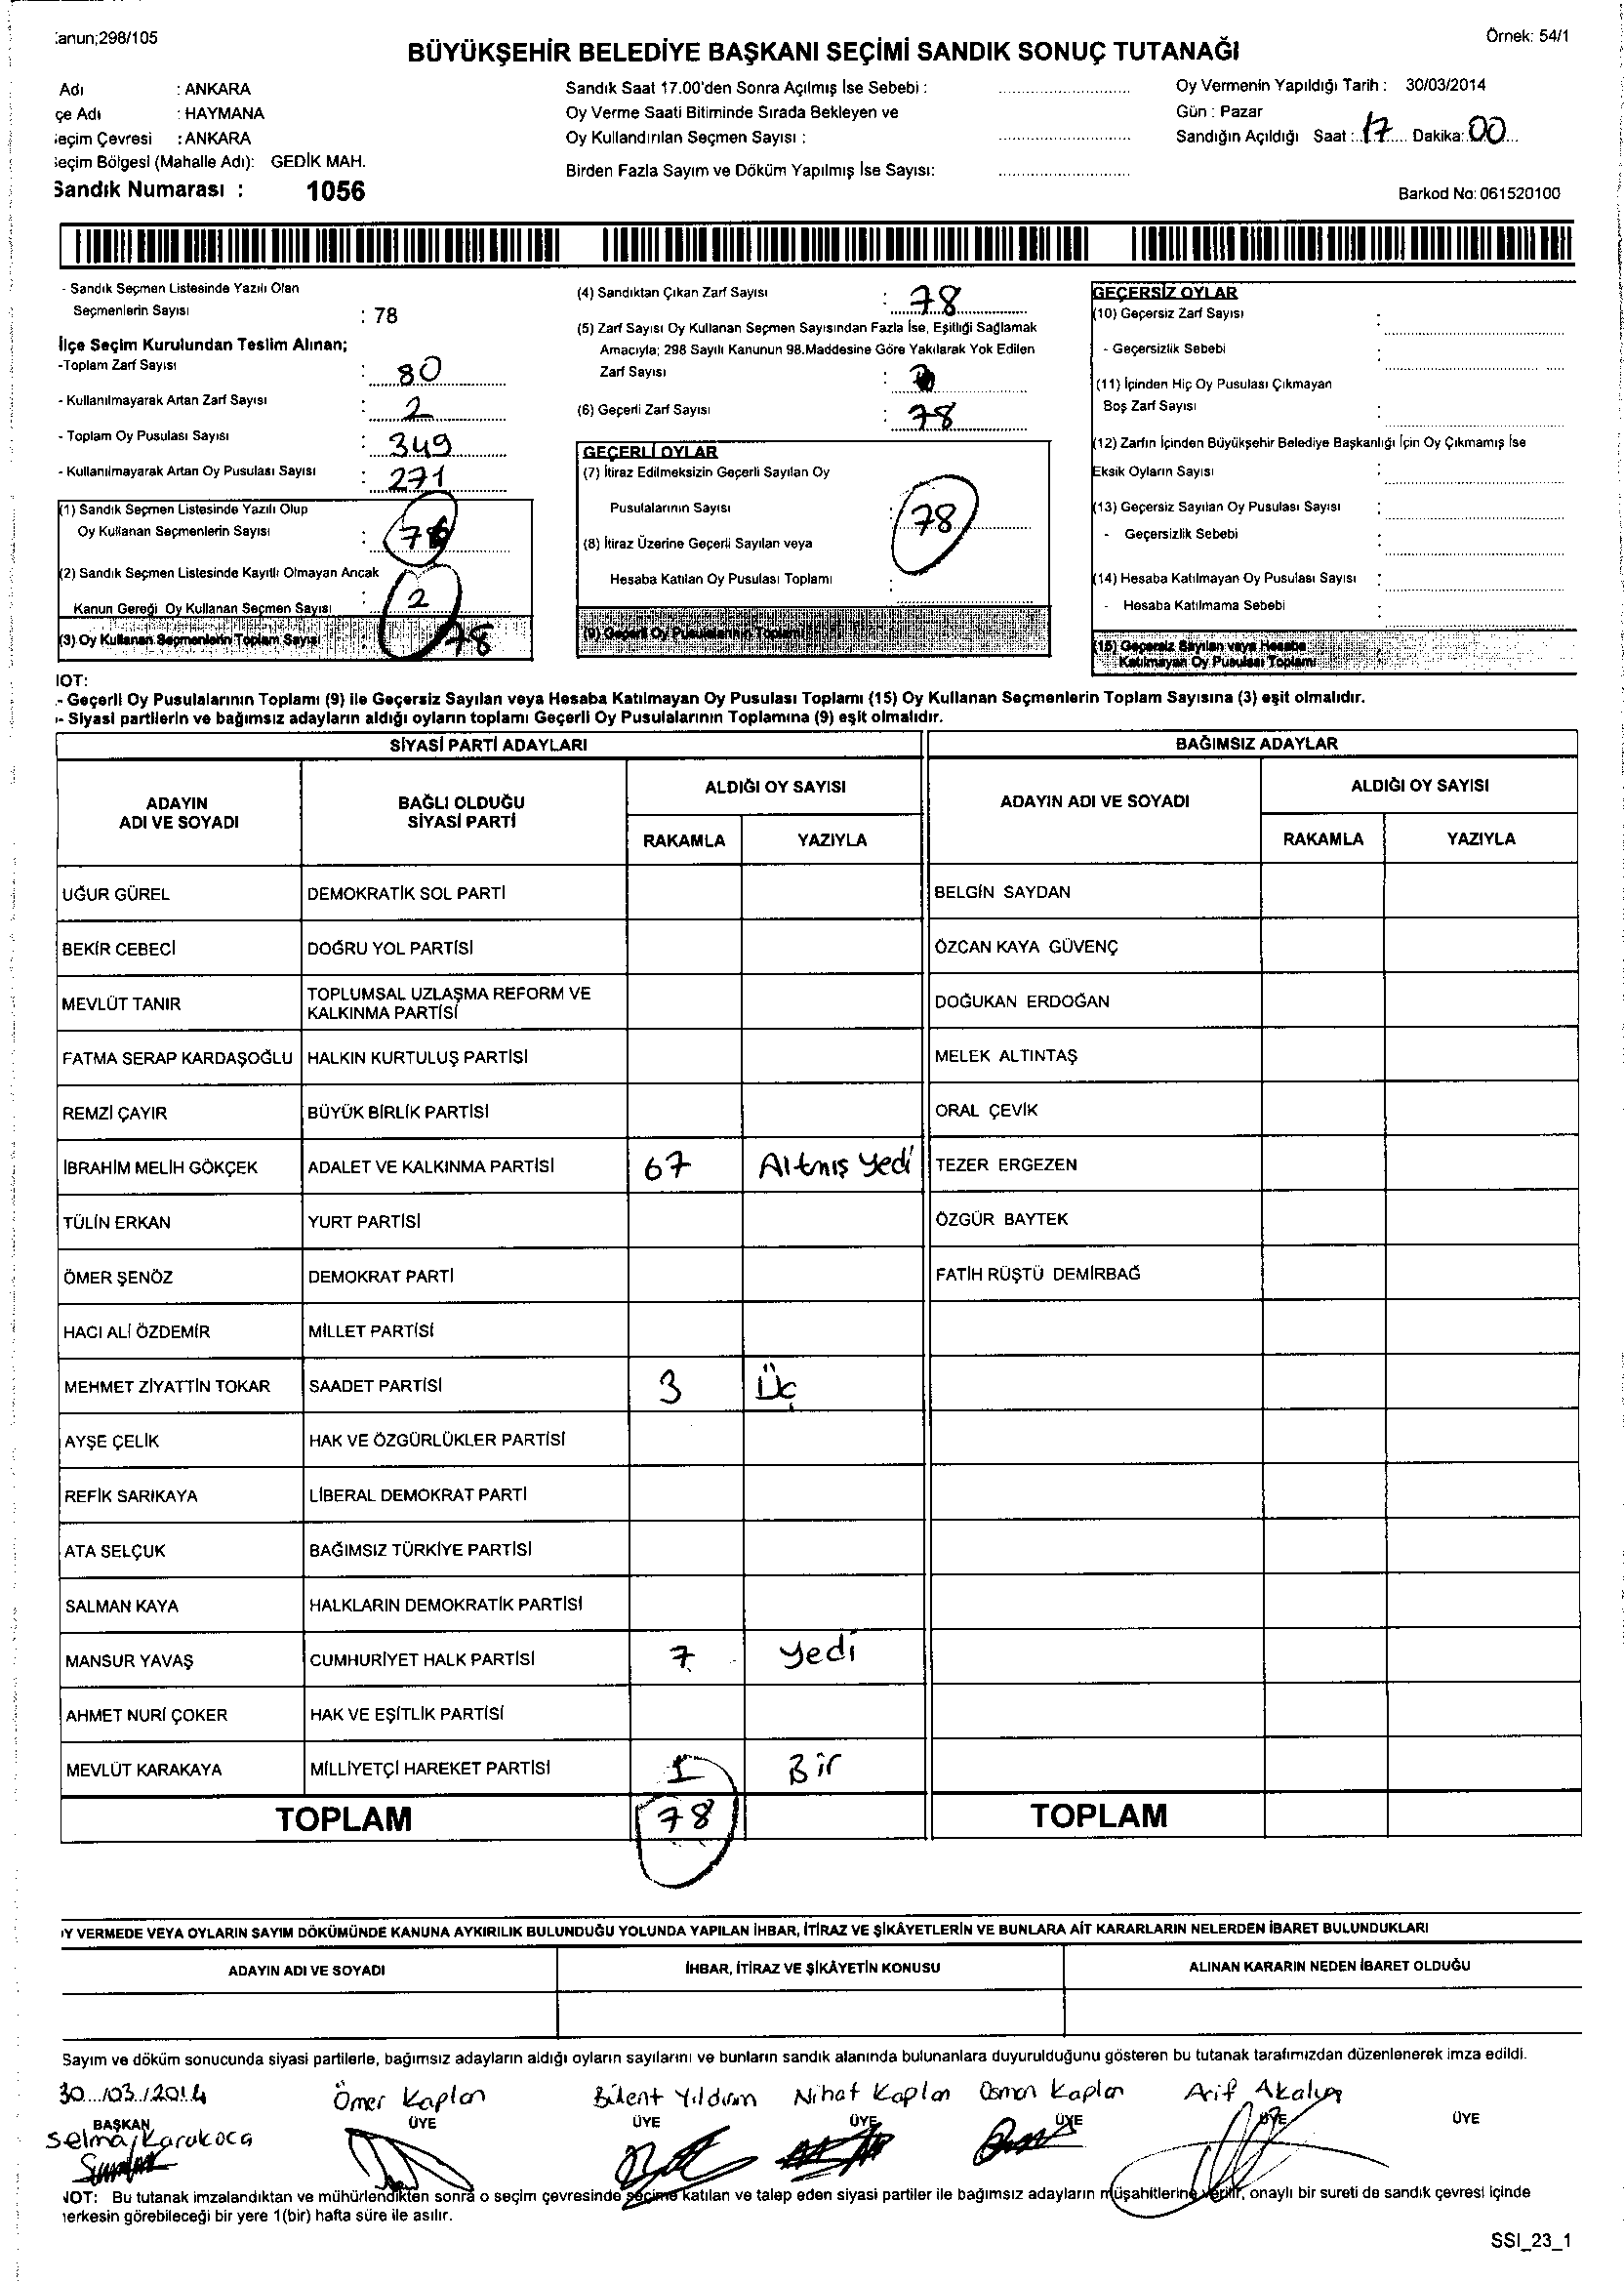 anun;298/105
Örnek: 54/1
BÜYÜKŞEHİR BELEDİYE BAŞKANI SEÇİMİ SANDIK SONUÇ TUTANAĞI
Adı : ANKARA
çe Adı : HAYMANA
eçim Çevresi : ANKARA
eçim Bölgesi (Mahalle Adı): GEDİK MAH.
Sandık Numarası : 1056
Sandık Saat 17.00'den Sonra Açılmış İse Sebebi :
Oy Verme Saati Bitiminde Sırada Bekleyen ve
Oy Kullandırılan Seçmen Sayısı :
Birden Fazla Sayım ve Döküm Yapılmış İse Sayısı:
Oy Vermenin Yapıldığı Tarih : 30/03/2014
Gün : Pazar
Sandığın Açıldığı Saat : 17 Dakika: 00
Barkod No: 061520100
- Sandık Seçmen Listesinde Yazılı Olan
Seçmenlerin Sayısı : 78
İlçe Seçim Kurulundan Teslim Alınan;
-Toplam Zarf Sayısı : 80
- Kullanılmayarak Artan Zarf Sayısı : 2
- Toplam Oy Pusulası Sayısı : 349
- Kullanılmayarak Artan Oy Pusulası Sayısı : 271
(1) Sandık Seçmen Listesinde Yazılı Olup
Oy Kullanan Seçmenlerin Sayısı : 76
(2) Sandık Seçmen Listesinde Kayıtlı Olmayan Ancak
Kanun Gereği Oy Kullanan Seçmen Sayısı : 2
(3) Oy Kullanan Seçmenlerin Toplam Sayısı : 78
(4) Sandıktan Çıkan Zarf Sayısı : 78
(5) Zarf Sayısı Oy Kullanan Seçmen Sayısından Fazla İse, Eşitliği Sağlamak
Amacıyla; 298 Sayılı Kanunun 98.Maddesine Göre Yakılarak Yok Edilen
Zarf Sayısı :
(6) Geçerli Zarf Sayısı : 78
GEÇERLİ OYLAR
(7) İtiraz Edilmeksizin Geçerli Sayılan Oy
Pusulalarının Sayısı : 78
(8) İtiraz Üzerine Geçerli Sayılan veya
Hesaba Katılan Oy Pusulası Toplamı :
(9) Geçerli Oy Pusulalarının Toplamı
GEÇERSİZ OYLAR
(10) Geçersiz Zarf Sayısı :
- Geçersizlik Sebebi :
(11) İçinden Hiç Oy Pusulası Çıkmayan
Boş Zarf Sayısı :
(12) Zarfın İçinden Büyükşehir Belediye Başkanlığı İçin Oy Çıkmamış İse
Eksik Oyların Sayısı :
(13) Geçersiz Sayılan Oy Pusulası Sayısı :
- Geçersizlik Sebebi :
(14) Hesaba Katılmayan Oy Pusulası Sayısı :
- Hesaba Katılmama Sebebi :
(15) Geçersiz Sayılan veya Hesaba
Katılmayan Oy Pusulası Toplamı
IOT:
- Geçerli Oy Pusulalarının Toplamı (9) ile Geçersiz Sayılan veya Hesaba Katılmayan Oy Pusulası Toplamı (15) Oy Kullanan Seçmenlerin Toplam Sayısına (3) eşit olmalıdır.
- Siyasi partilerin ve bağımsız adayların aldığı oyların toplamı Geçerli Oy Pusulalarının Toplamına (9) eşit olmalıdır.
SİYASİ PARTİ ADAYLARI BAĞIMSIZ ADAYLAR
ADAYIN ADI VE SOYADI BAĞLI OLDUĞU SİYASİ PARTİ ALDIĞI OY SAYISI ADAYIN ADI VE SOYADI ALDIĞI OY SAYISI
RAKAMLA YAZIYLA RAKAMLA YAZIYLA
UĞUR GÜREL DEMOKRATİK SOL PARTİ BELGİN SAYDAN
BEKİR CEBECİ DOĞRU YOL PARTİSİ ÖZCAN KAYA GÜVENÇ
MEVLÜT TANIR TOPLUMSAL UZLAŞMA REFORM VE KALKINMA PARTİSİ DOĞUKAN ERDOĞAN
FATMA SERAP KARDAŞOĞLU HALKIN KURTULUŞ PARTİSİ MELEK ALTINTAŞ
REMZİ ÇAYIR BÜYÜK BİRLİK PARTİSİ ORAL ÇEVİK
İBRAHİM MELİH GÖKÇEK ADALET VE KALKINMA PARTİSİ 67 Altmış Yedi TEZER ERGEZEN
TÜLİN ERKAN YURT PARTİSİ ÖZGÜR BAYTEK
ÖMER ŞENÖZ DEMOKRAT PARTİ FATİH RÜŞTÜ DEMİRBAĞ
HACI ALİ ÖZDEMİR MİLLET PARTİSİ
MEHMET ZİYATTİN TOKAR SAADET PARTİSİ 3 Üç
AYŞE ÇELİK HAK VE ÖZGÜRLÜKLER PARTİSİ
REFİK SARIKAYA LİBERAL DEMOKRAT PARTİ
ATA SELÇUK BAĞIMSIZ TÜRKİYE PARTİSİ
SALMAN KAYA HALKLARIN DEMOKRATİK PARTİSİ
MANSUR YAVAŞ CUMHURİYET HALK PARTİSİ 7 Yedi
AHMET NURİ ÇOKER HAK VE EŞİTLİK PARTİSİ
MEVLÜT KARAKAYA MİLLİYETÇİ HAREKET PARTİSİ 1 Bir
TOPLAM 78 TOPLAM
Y VERMEDE VEYA OYLARIN SAYIM DÖKÜMÜNDE KANUNA AYKIRILIK BULUNDUĞU YOLUNDA YAPILAN İHBAR, İTİRAZ VE ŞİKÂYETLERİN VE BUNLARA AİT KARARLARIN NELERDEN İBARET BULUNDUKLARI
ADAYIN ADI VE SOYADI İHBAR, İTİRAZ VE ŞİKÂYETİN KONUSU ALINAN KARARIN NEDEN İBARET OLDUĞU
Sayım ve döküm sonucunda siyasi partilerle, bağımsız adayların aldığı oyların sayılarını ve bunların sandık alanında bulunanlara duyurulduğunu gösteren bu tutanak tarafımızdan düzenlenerek imza edildi.
30/03/2014 Ömer Kaplan Bülent Yıldırım Nihat Kaplan Osman Kaplan Arif Akalın
BAŞKAN ÜYE ÜYE ÜYE ÜYE ÜYE ÜYE
Selma Karakoca
NOT: Bu tutanak imzalandıktan ve mühürlendikten sonra o seçim çevresinde seçime katılan ve talep eden siyasi partiler ile bağımsız adayların müşahitlerine verilir, onaylı bir sureti de sandık çevresi içinde
erkesin görebileceği bir yere 1(bir) hafta süre ile asılır.
SSI_23_1